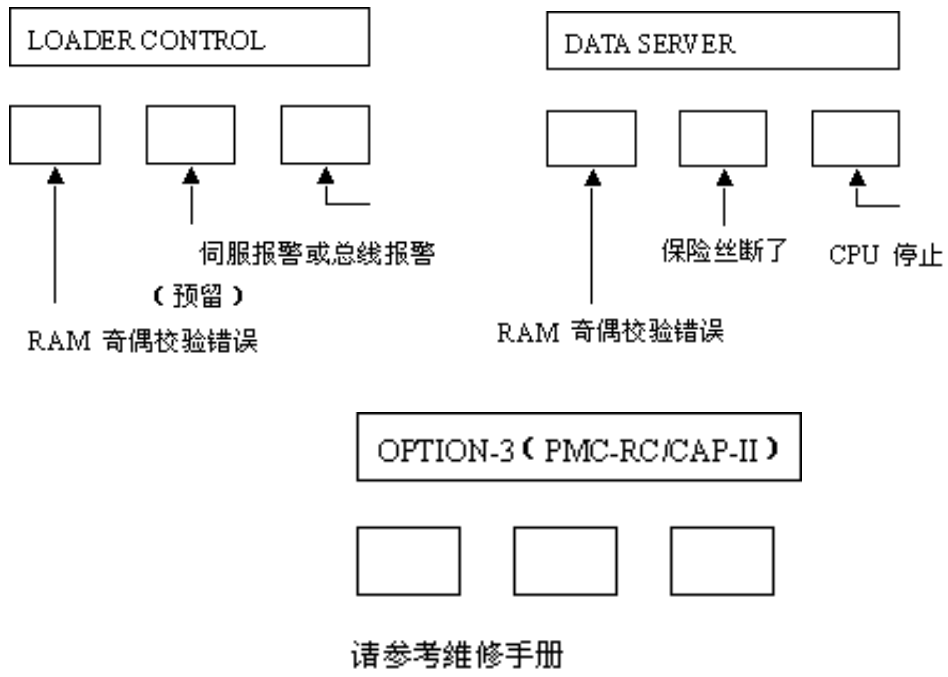 LOADER CONTROL
伺服报警或总线报警
（预留）
RAM 奇偶校验错误
DATA SERVER
保险丝断了
CPU 停止
RAM 奇偶校验错误
OPTION-3（PMC-RC/CAP-II）
请参考维修手册